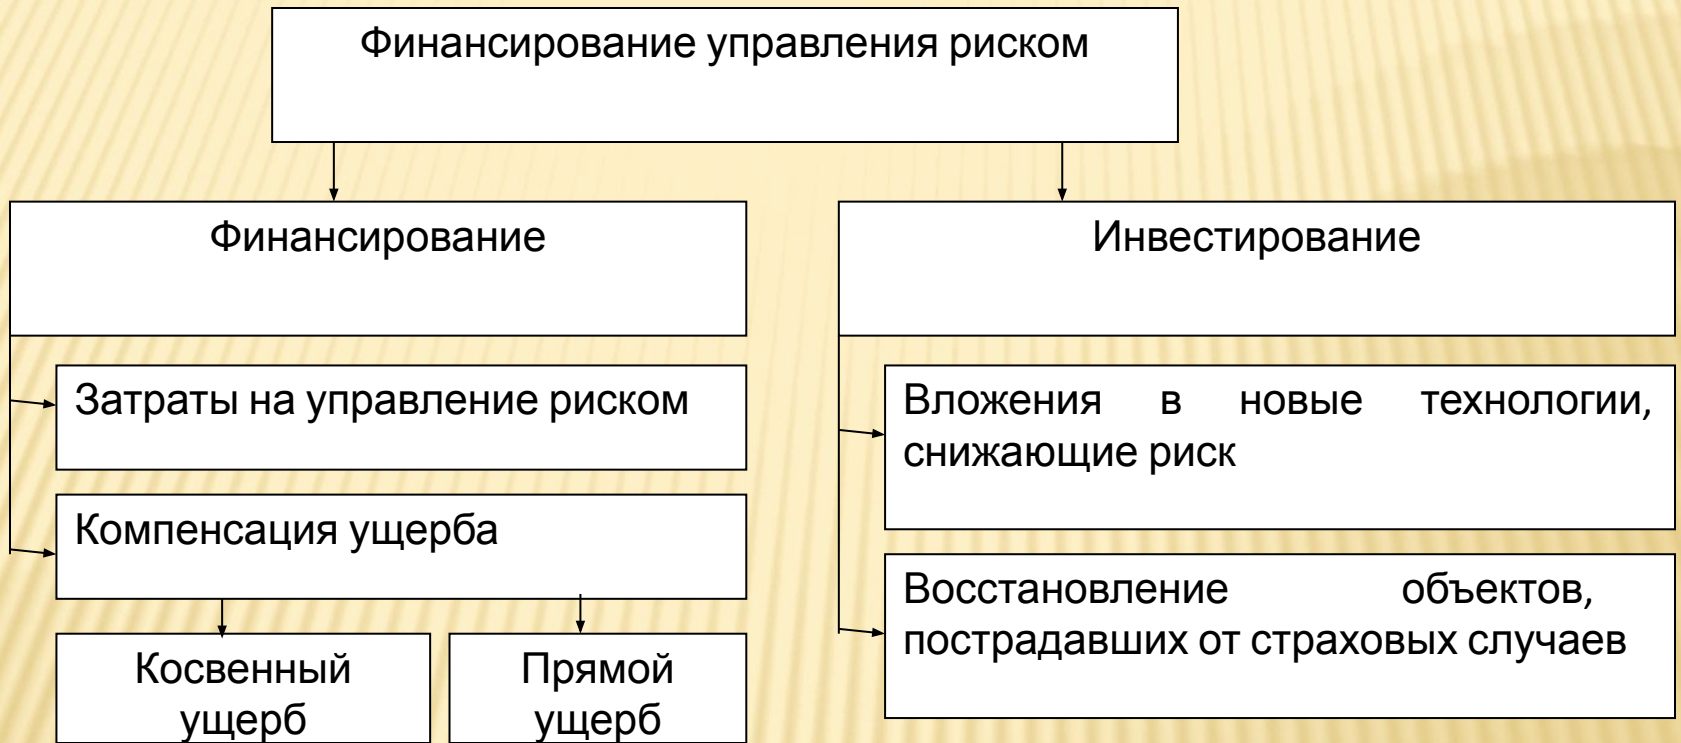 Финансирование управления риском
Финансирование
Инвестирование
Затраты на управление риском
Компенсация ущерба
Косвенный
ущерб
Прямой
ущерб
Вложения в новые технологии,
снижающие риск
Восстановление объектов,
пострадавших от страховых случаев